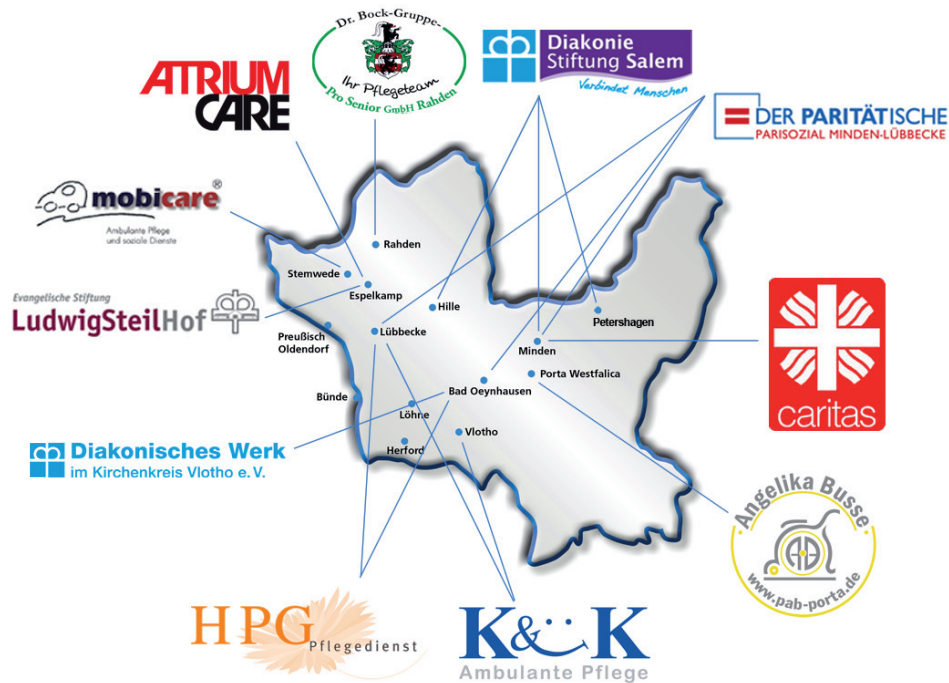 Dr. Bock-Gruppe-
Ihr Pflegeteam
Pro Senior GmbH Rahden
Diakonie
Stiftung Salem
Verbindet Menschen
ATRIUM
CARE
DER PARITÄTISCHE
PARISOZIAL MINDEN-LÜBBECKE
mobicare®
Ambulante Pflege
und soziale Dienste
Rahden
Stemwede
Espelkamp
Evangelische Stiftung
LudwigSteilHof
Hille
Petershagen
Preußisch
Oldendorf
Lübbecke
Minden
Porta Westfalica
Bad Oeynhausen
Bünde
Löhne
caritas
Vlotho
Herford
Diakonisches Werk
im Kirchenkreis Vlotho e. V.
Angelika Busse
AB
www.pab-porta.de
HPG
Pflegedienst
K&K
Ambulante Pflege